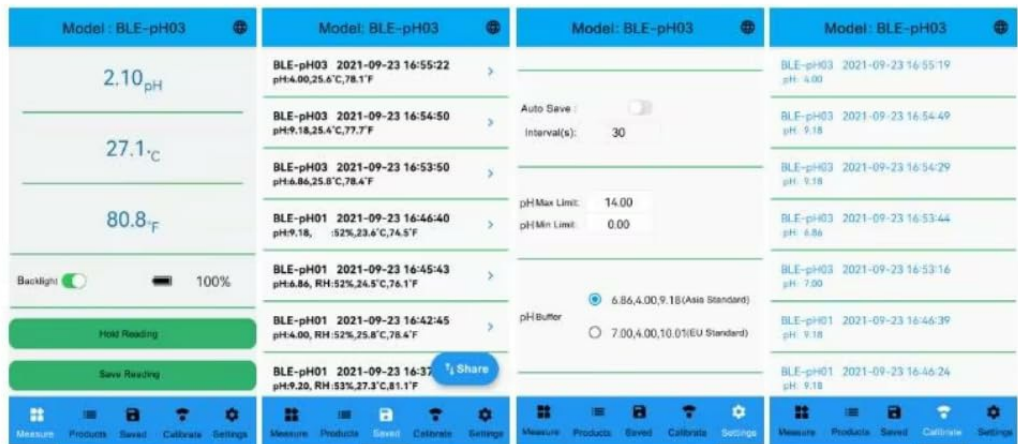 Model : BLE-pH03
2.10 pH
27.1 °C
80.8 °F
Backlight
100%
Hold Reading
Save Reading
Measure Products Saved Calibrate Settings
Model: BLE-pH03
BLE-pH03 2021-09-23 16:55:22
pH:4.00,25.6°C,78.1°F
BLE-pH03 2021-09-23 16:54:50
pH:9.18,25.4°C,77.7°F
BLE-pH03 2021-09-23 16:53:50
pH:6.86,25.8°C,78.4°F
BLE-pH01 2021-09-23 16:46:40
pH:9.18, :52%,23.6°C,74.5°F
BLE-pH01 2021-09-23 16:45:43
pH:6.86, RH:52%,24.5°C,76.1°F
BLE-pH01 2021-09-23 16:42:45
pH:4.00, RH:52%,25.8°C,78.4°F
BLE-pH01 2021-09-23 16:37
pH:9.20, RH:53%,27.3°C,81.1°F
Share
Measure Products Saved Calibrate Settings
Model: BLE-pH03
Auto Save :
Interval(s): 30
pH Max Limit: 14.00
pH Min Limit: 0.00
pH Buffer
6.86,4.00,9.18(Asia Standard)
7.00,4.00,10.01(EU Standard)
Measure Products Saved Calibrate Settings
Model : BLE-pH03
BLE-pH03 2021-09-23 16:55:19
pH: 4.00
BLE-pH03 2021-09-23 16:54:49
pH: 9.18
BLE-pH03 2021-09-23 16:54:29
pH: 9.18
BLE-pH03 2021-09-23 16:53:44
pH: 6.86
BLE-pH03 2021-09-23 16:53:16
pH: 7.00
BLE-pH01 2021-09-23 16:46:39
pH: 9.18
BLE-pH01 2021-09-23 16:46:24
pH: 9.18
Measure Products Saved Calibrate Settings